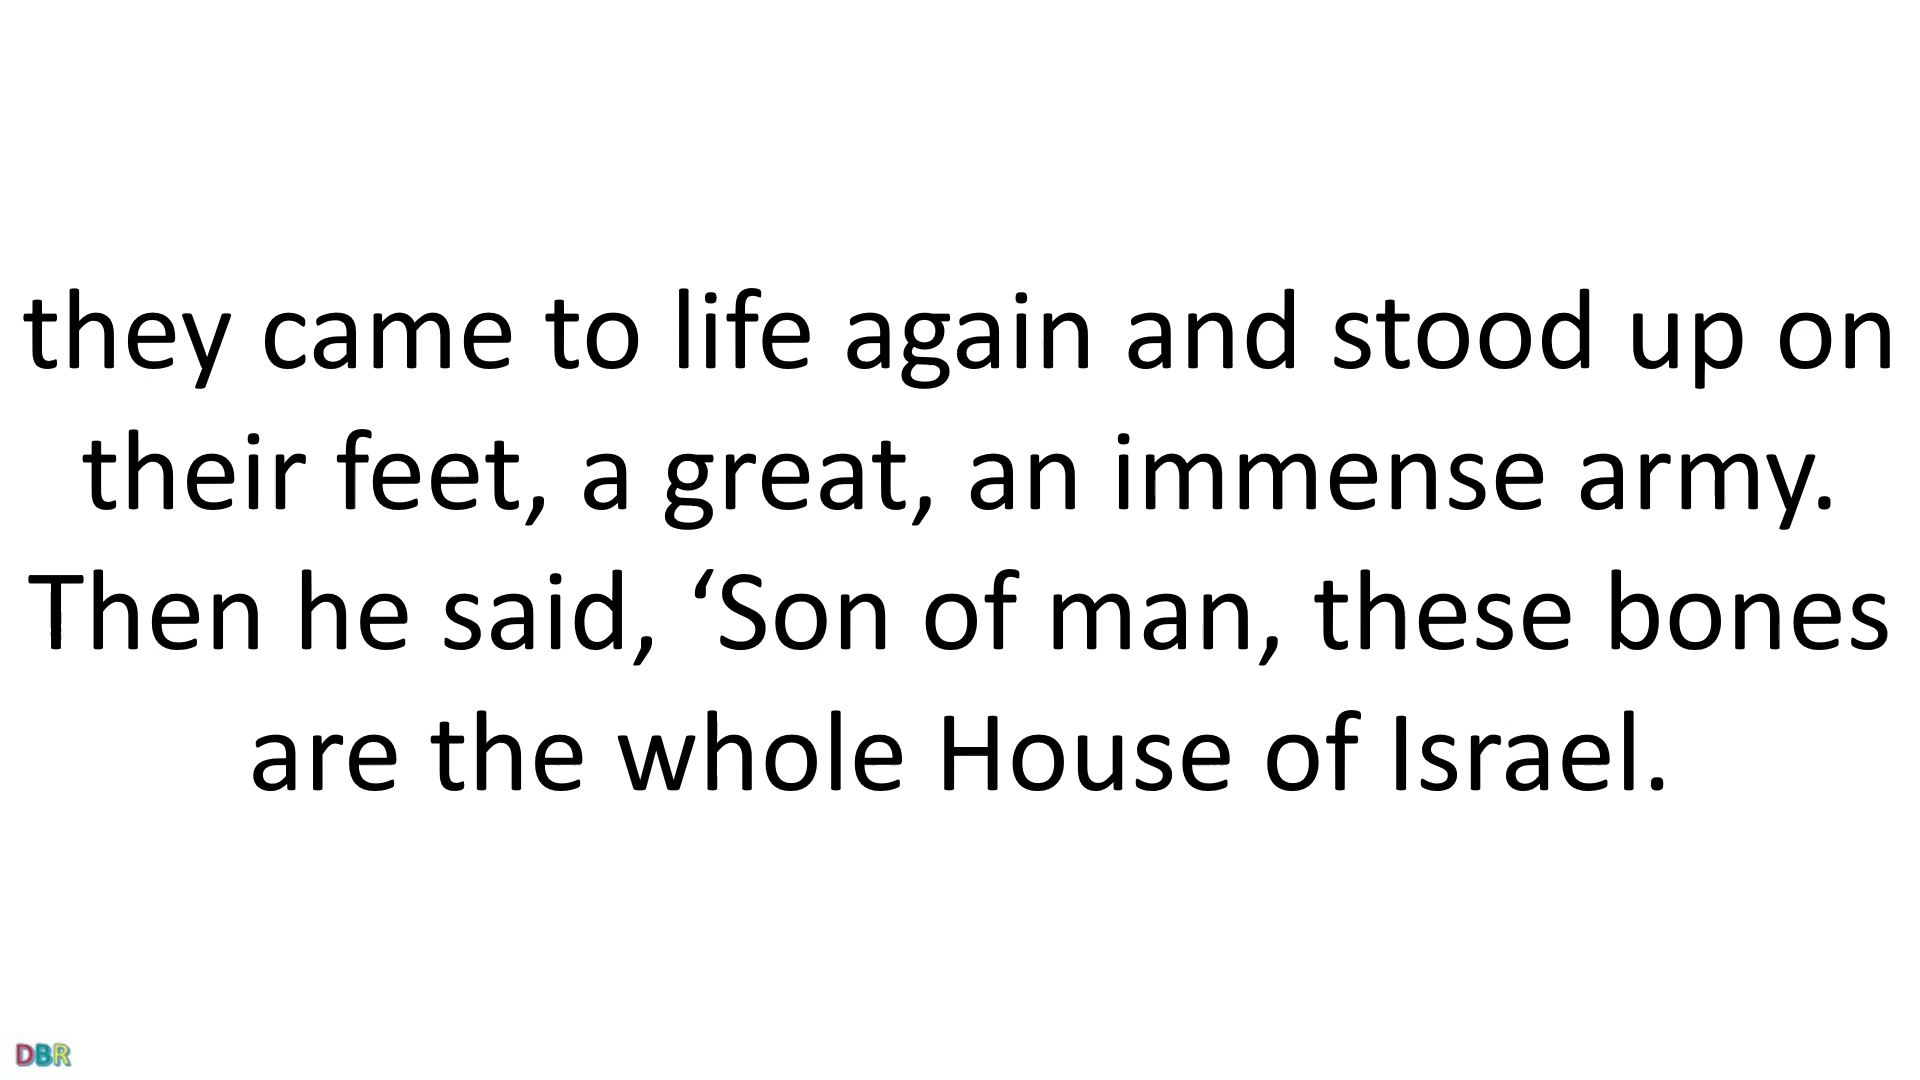 they came to life again and stood up on
their feet, a great, an immense army.
Then he said, ‘Son of man, these bones
are the whole House of Israel.
DBR